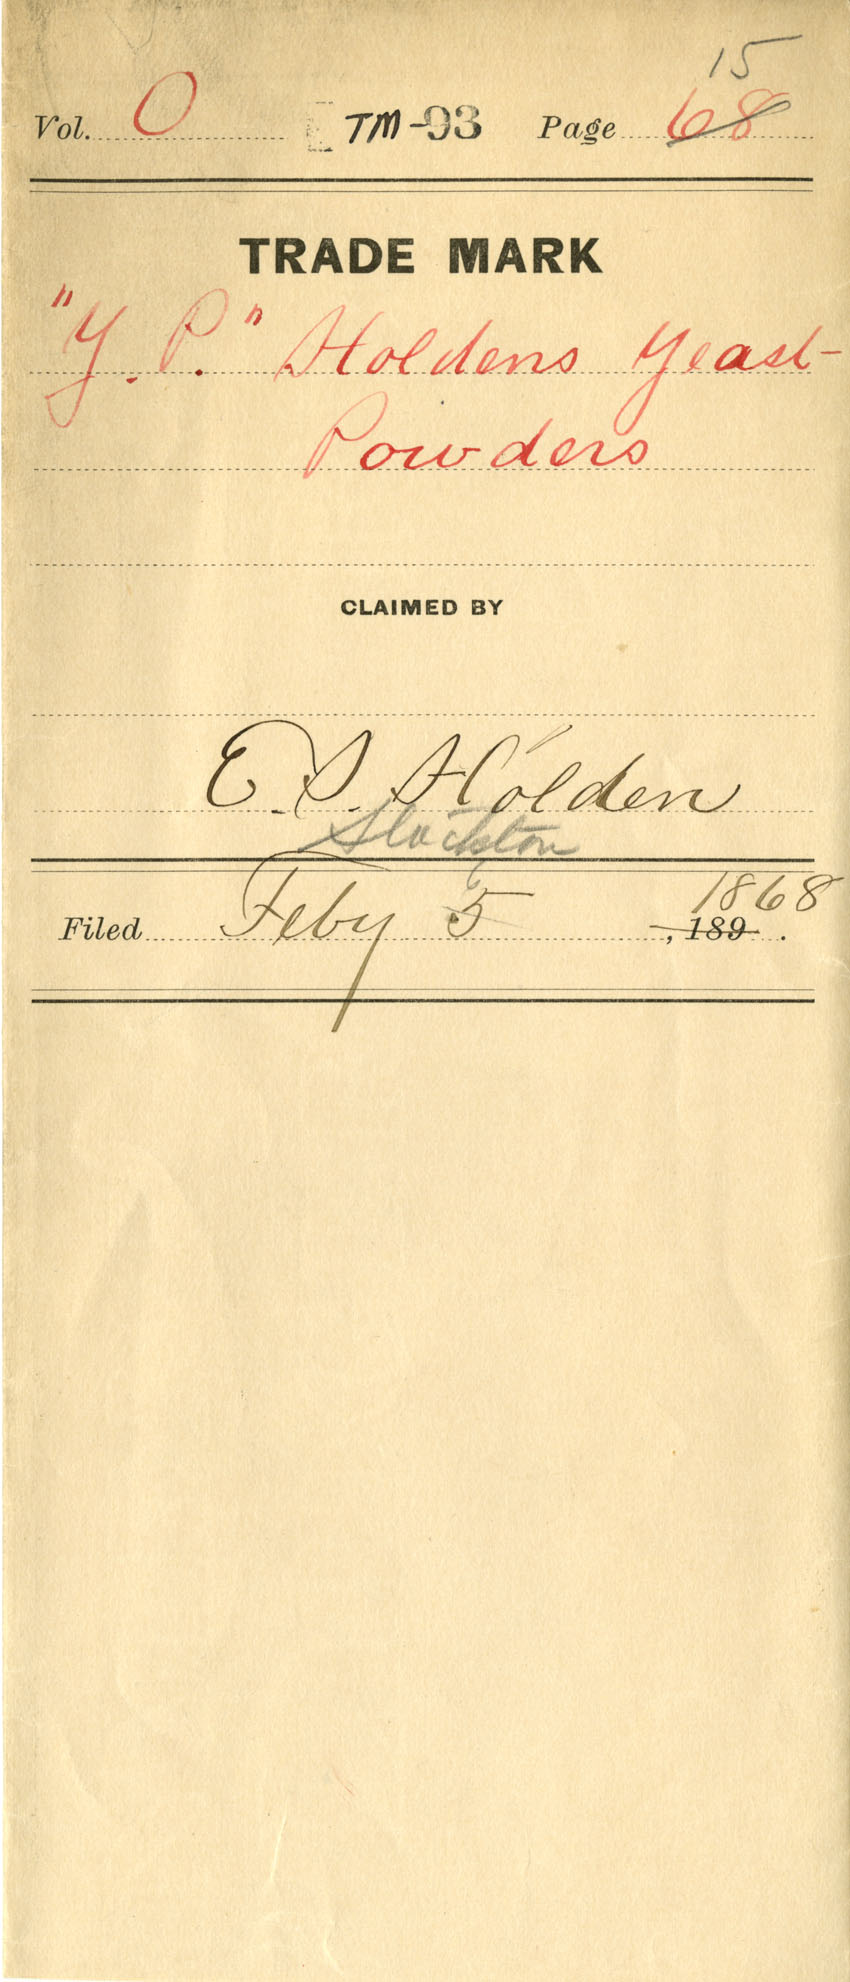 15
Vol. O TM-93 Page 68
TRADE MARK
"Y. P." Holdens Yeast-
Powders
CLAIMED BY
E. S. Holden
Stockton
1868
Filed Feby 5 , 189 .